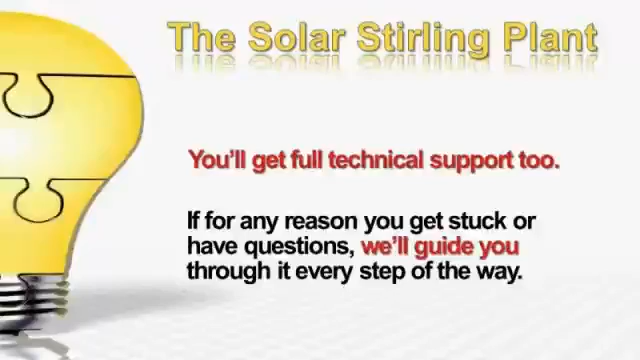 The Solar Stirling Plant
You'll get full technical support too.
If for any reason you get stuck or
have questions, we'll guide you
through it every step of the way.